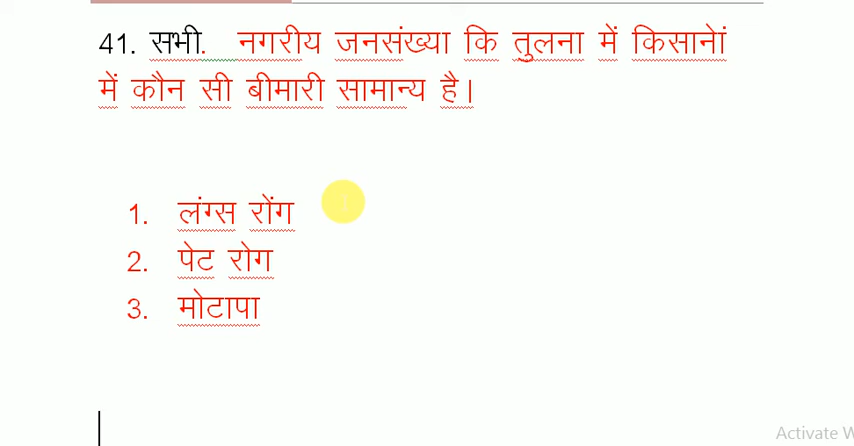 41. सभी. नगरीय जनसंख्या कि तुलना में किसानेां
में कौन सी बीमारी सामान्य है।
1. लंग्स रोंग
2. पेट रोग
3. मोटापा
Activate W